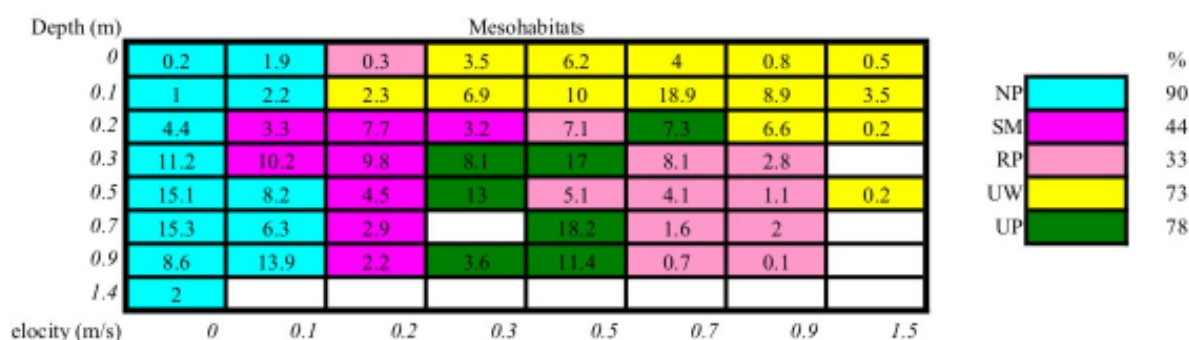 Depth (m) Mesohabitats
0 0.2 1.9 0.3 3.5 6.2 4 0.8 0.5 %
0.1 1 2.2 2.3 6.9 10 18.9 8.9 3.5 NP 90
0.2 4.4 3.3 7.7 3.2 7.1 7.3 6.6 0.2 SM 44
0.3 11.2 10.2 9.8 8.1 17 8.1 2.8 RP 33
0.5 15.1 8.2 4.5 13 5.1 4.1 1.1 0.2 UW 73
0.7 15.3 6.3 2.9 18.2 1.6 2 UP 78
0.9 8.6 13.9 2.2 3.6 11.4 0.7 0.1
1.4 2
elocity (m/s) 0 0.1 0.2 0.3 0.5 0.7 0.9 1.5